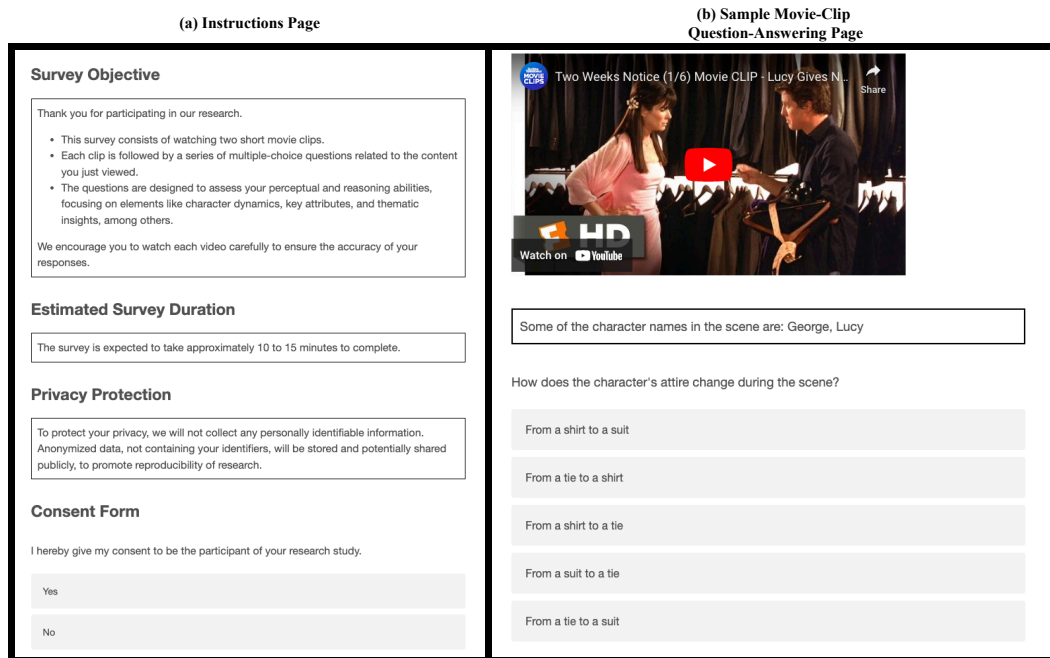 (a) Instructions Page
Survey Objective
Thank you for participating in our research.
• This survey consists of watching two short movie clips.
• Each clip is followed by a series of multiple-choice questions related to the content
you just viewed.
• The questions are designed to assess your perceptual and reasoning abilities,
focusing on elements like character dynamics, key attributes, and thematic
insights, among others.
We encourage you to watch each video carefully to ensure the accuracy of your
responses.
Estimated Survey Duration
The survey is expected to take approximately 10 to 15 minutes to complete.
Privacy Protection
To protect your privacy, we will not collect any personally identifiable information.
Anonymized data, not containing your identifiers, will be stored and potentially shared
publicly, to promote reproducibility of research.
Consent Form
I hereby give my consent to be the participant of your research study.
Yes
No
(b) Sample Movie-Clip
Question-Answering Page
MOVIE
CLIPS
Two Weeks Notice (1/6) Movie CLIP - Lucy Gives N...
Share
HD
Watch on YouTube
Some of the character names in the scene are: George, Lucy
How does the character's attire change during the scene?
From a shirt to a suit
From a tie to a shirt
From a shirt to a tie
From a suit to a tie
From a tie to a suit